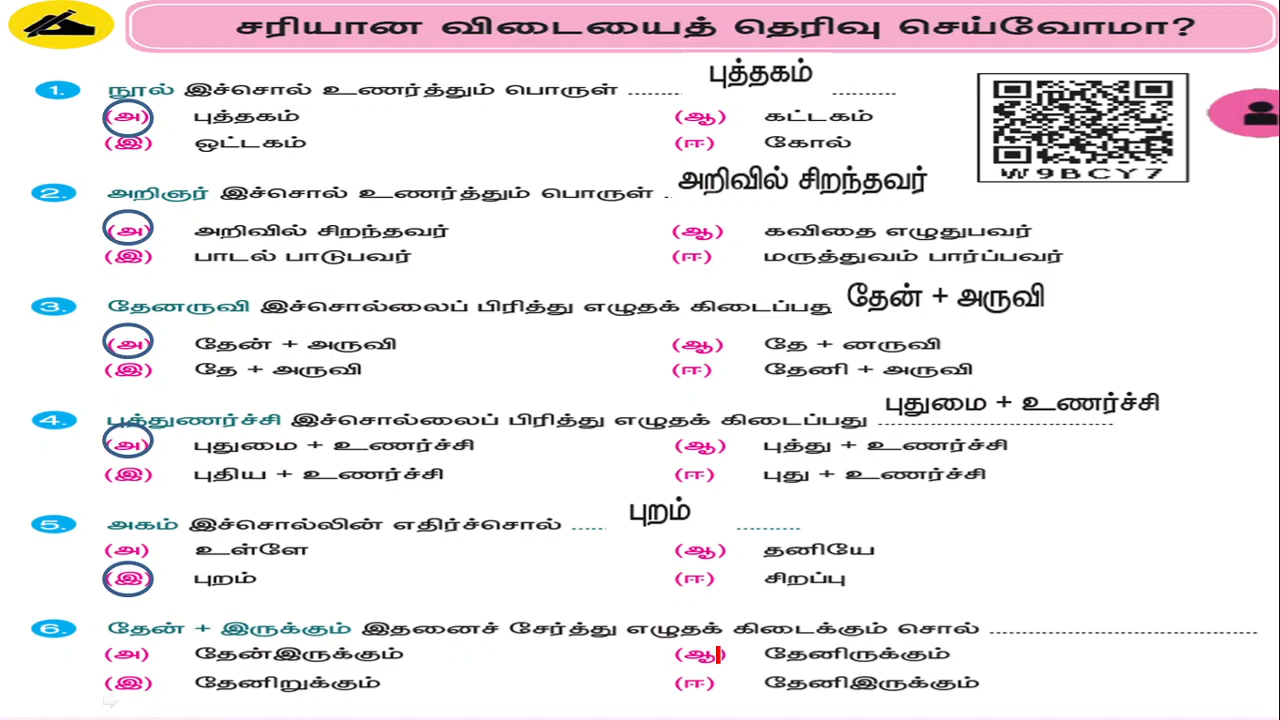 சரியான விடையைத் தெரிவு செய்வோமா?
1. நூல் இச்சொல் உணர்த்தும் பொருள் ........ புத்தகம் .........
(அ) புத்தகம் (ஆ) கட்டகம்
(இ) ஒட்டகம் (ஈ) கோல்
W9BCY7
2. அறிஞர் இச்சொல் உணர்த்தும் பொருள் .. அறிவில் சிறந்தவர்
(அ) அறிவில் சிறந்தவர் (ஆ) கவிதை எழுதுபவர்
(இ) பாடல் பாடுபவர் (ஈ) மருத்துவம் பார்ப்பவர்
3. தேனருவி இச்சொல்லைப் பிரித்து எழுதக் கிடைப்பது தேன் + அருவி
(அ) தேன் + அருவி (ஆ) தே + னருவி
(இ) தே + அருவி (ஈ) தேனி + அருவி
4. புத்துணர்ச்சி இச்சொல்லைப் பிரித்து எழுதக் கிடைப்பது புதுமை + உணர்ச்சி ................................
(அ) புதுமை + உணர்ச்சி (ஆ) புத்து + உணர்ச்சி
(இ) புதிய + உணர்ச்சி (ஈ) புது + உணர்ச்சி
5. அகம் இச்சொல்லின் எதிர்ச்சொல் ..... புறம் .........
(அ) உள்ளே (ஆ) தனியே
(இ) புறம் (ஈ) சிறப்பு
6. தேன் + இருக்கும் இதனைச் சேர்த்து எழுதக் கிடைக்கும் சொல் ....................................
(அ) தேன்இருக்கும் (ஆ) தேனிருக்கும்
(இ) தேனிறுக்கும் (ஈ) தேனிஇருக்கும்